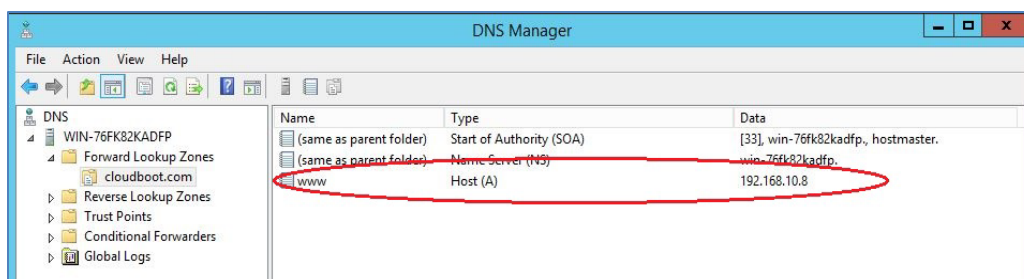 DNS Manager
File Action View Help
DNS
WIN-76FK82KADFP
Forward Lookup Zones
cloudboot.com
Reverse Lookup Zones
Trust Points
Conditional Forwarders
Global Logs
Name Type Data
(same as parent folder) Start of Authority (SOA) [33], win-76fk82kadfp., hostmaster.
(same as parent folder) Name Server (NS) win-76fk82kadfp.
www Host (A) 192.168.10.8